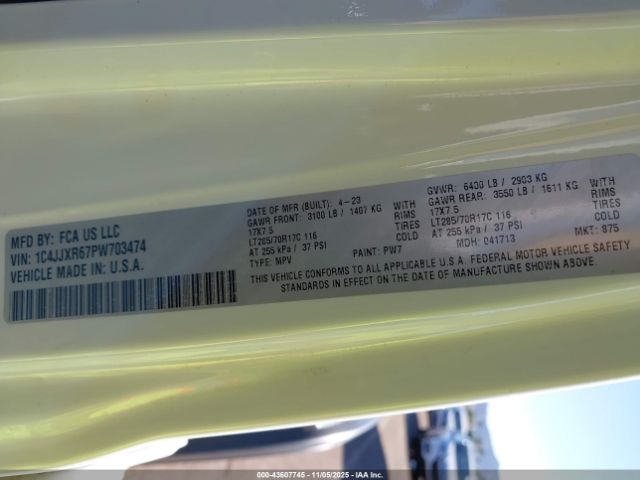 MFD BY: FCA US LLC
VIN: 1C4JJXR67PW703474
VEHICLE MADE IN: U.S.A.
DATE OF MFR (BUILT): 4-23
GAWR FRONT: 3100 LB / 1407 KG WITH
17X7.5 RIMS
LT285/70R17C 116 TIRES
AT 255 kPa / 37 PSI COLD
TYPE: MPV PAINT: PW7
GVWR: 6400 LB / 2903 KG
GAWR REAR: 3550 LB / 1611 KG WITH
17X7.5 RIMS
LT285/70R17C 116 TIRES
AT 255 kPa / 37 PSI COLD
MDH: 041713 MKT: 875
THIS VEHICLE CONFORMS TO ALL APPLICABLE U.S.A. FEDERAL MOTOR VEHICLE SAFETY
STANDARDS IN EFFECT ON THE DATE OF MANUFACTURE SHOWN ABOVE.
000-43607745 - 11/05/2025 - IAA Inc.